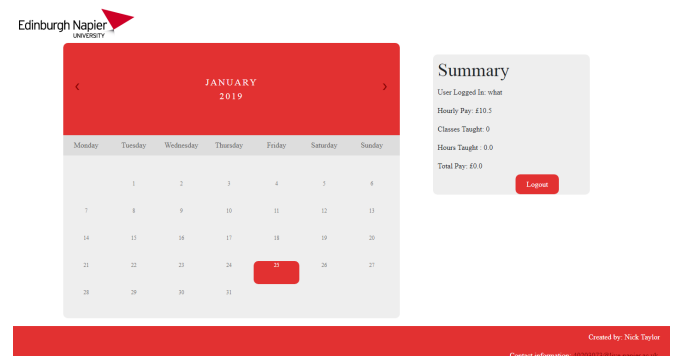 Edinburgh Napier
UNIVERSITY
‹
JANUARY
2019
›
Monday Tuesday Wednesday Thursday Friday Saturday Sunday
1 2 3 4 5 6
7 8 9 10 11 12 13
14 15 16 17 18 19 20
21 22 23 24 25 26 27
28 29 30 31
Summary
User Logged In: what
Hourly Pay: £10.5
Classes Taught: 0
Hours Taught : 0.0
Total Pay: £0.0
Logout
Created by: Nick Taylor
Contact information: